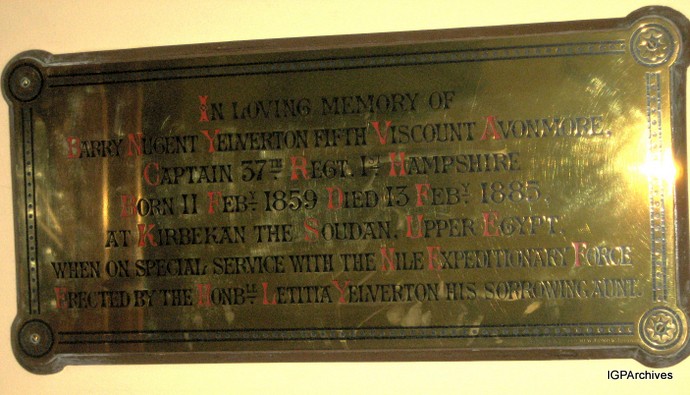 IN LOVING MEMORY OF
BARRY NUGENT YELVERTON FIFTH VISCOUNT AVONMORE,
CAPTAIN 37TH REGT. 1ST HAMPSHIRE
BORN 11 FEBY 1859 DIED 13 FEBY 1885,
AT KIRBEKAN THE SOUDAN, UPPER EGYPT,
WHEN ON SPECIAL SERVICE WITH THE NILE EXPEDITIONARY FORCE
ERECTED BY THE HONBLE LETITIA YELVERTON HIS SORROWING AUNT.
IGPArchives